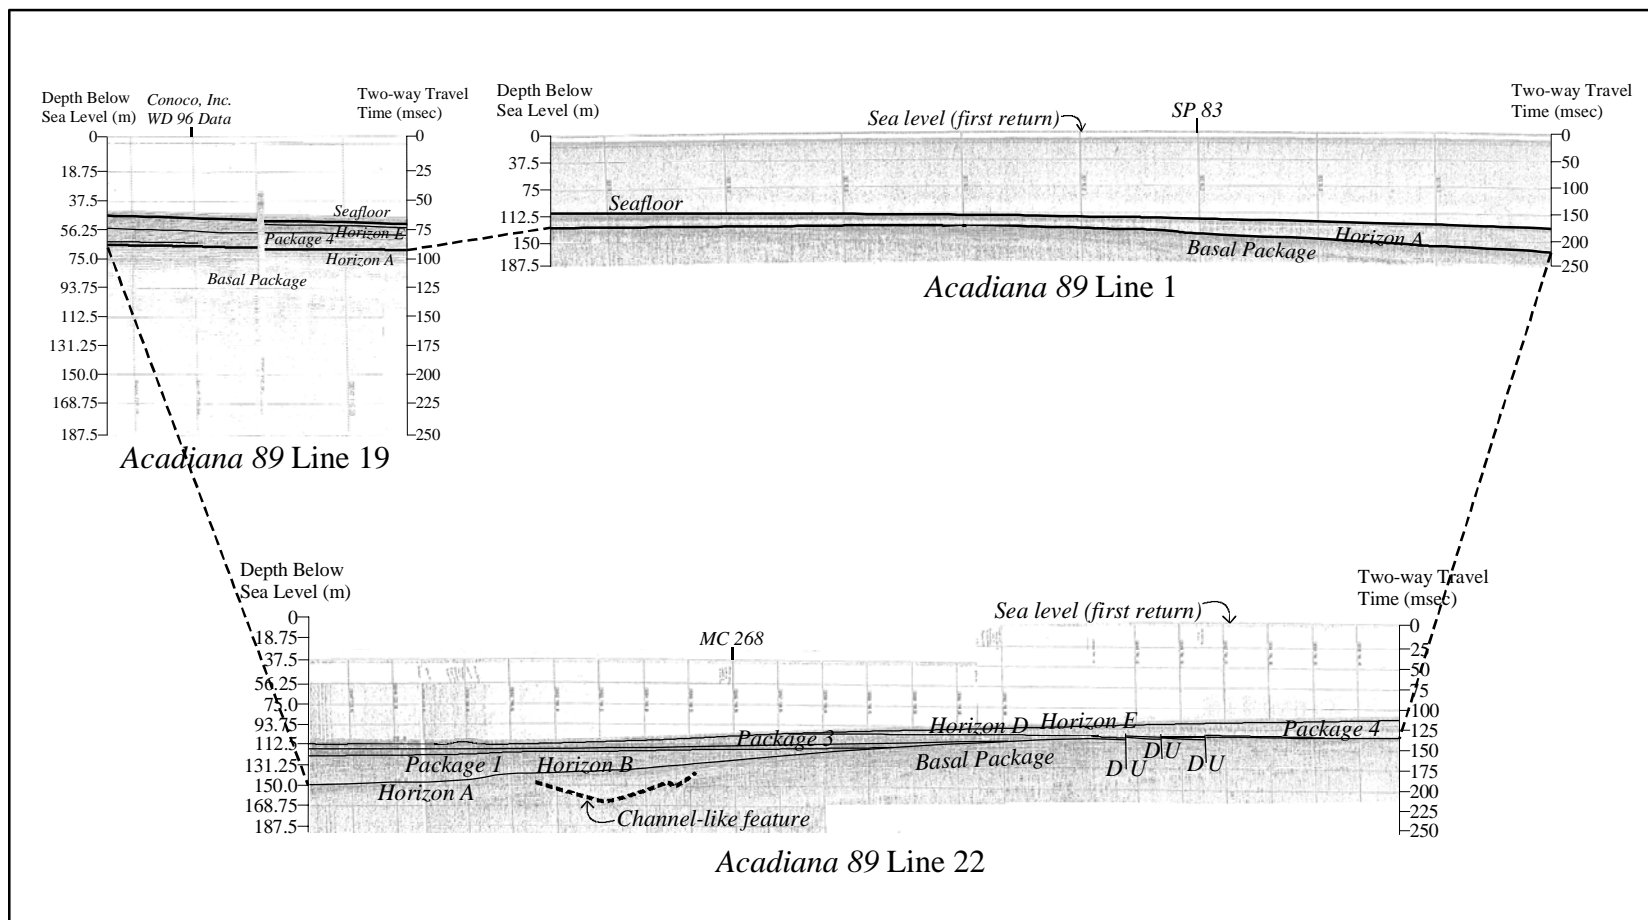 Depth Below
Sea Level (m)
Conoco, Inc.
WD 96 Data
Two-way Travel
Time (msec)
0
18.75
37.5
56.25
75.0
93.75
112.5
131.25
150.0
168.75
187.5
0
25
50
75
100
125
150
175
200
225
250
Seafloor
Horizon E
Package 4
Horizon A
Basal Package
Acadiana 89 Line 19
Depth Below
Sea Level (m)
Sea level (first return)
SP 83
Two-way Travel
Time (msec)
0
37.5
75
112.5
150
187.5
0
50
100
150
200
250
Seafloor
Horizon A
Basal Package
Acadiana 89 Line 1
Depth Below
Sea Level (m)
MC 268
Sea level (first return)
Two-way Travel
Time (msec)
0
18.75
37.5
56.25
75.0
93.75
112.5
131.25
150.0
168.75
187.5
0
25
50
75
100
125
150
175
200
225
250
Horizon D
Horizon E
Package 4
Package 3
Package 1
Horizon B
Basal Package
D U
D U
D U
Horizon A
Channel-like feature
Acadiana 89 Line 22